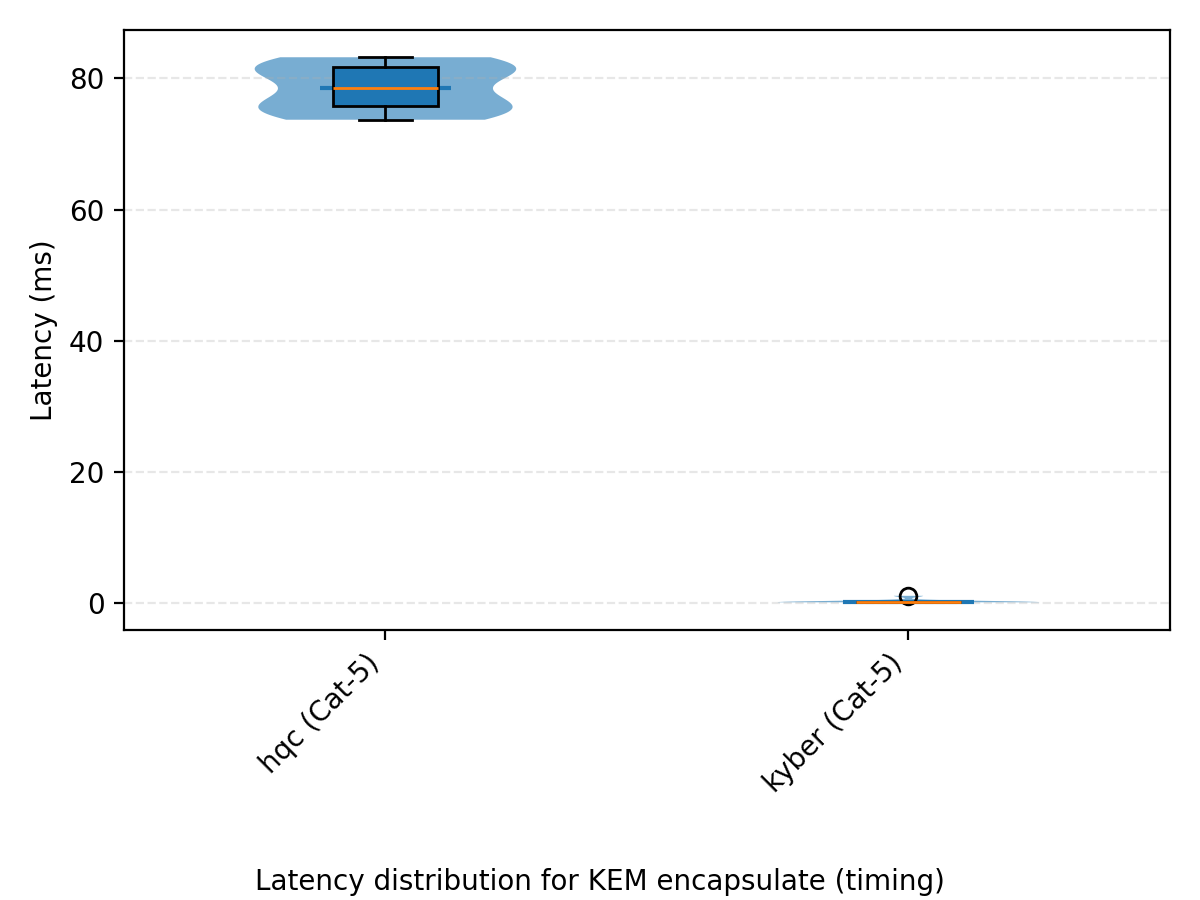 80
60
40
20
0
Latency (ms)
hqc (Cat-5)
kyber (Cat-5)
Latency distribution for KEM encapsulate (timing)